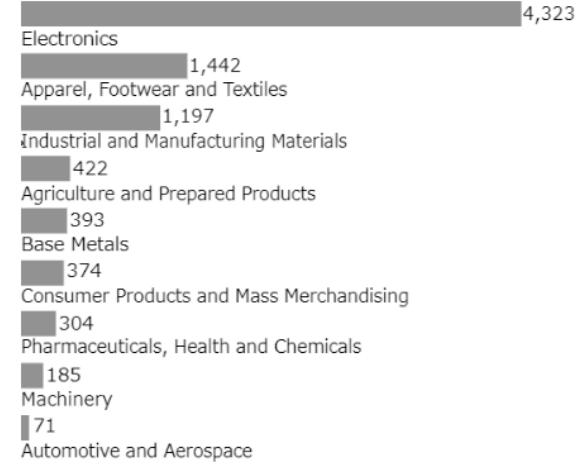 4,323
Electronics
1,442
Apparel, Footwear and Textiles
1,197
Industrial and Manufacturing Materials
422
Agriculture and Prepared Products
393
Base Metals
374
Consumer Products and Mass Merchandising
304
Pharmaceuticals, Health and Chemicals
185
Machinery
71
Automotive and Aerospace